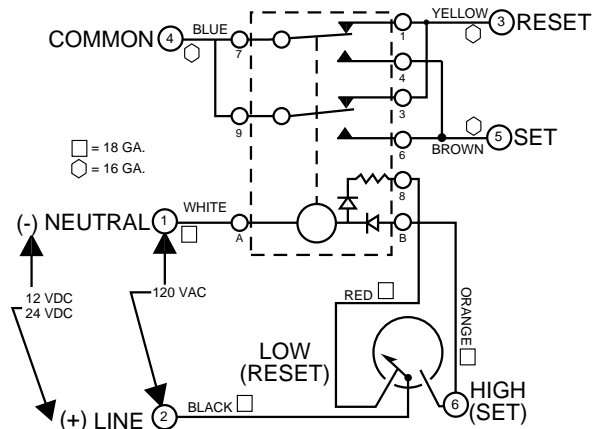 COMMON 4 BLUE 7 1 YELLOW 3 RESET
4
9 3
6 BROWN 5 SET
= 18 GA.
= 16 GA.
8
(-) NEUTRAL 1 WHITE A B
12 VDC
24 VDC
120 VAC
RED
ORANGE
LOW
(RESET)
HIGH
(SET)
6
(+) LINE 2 BLACK